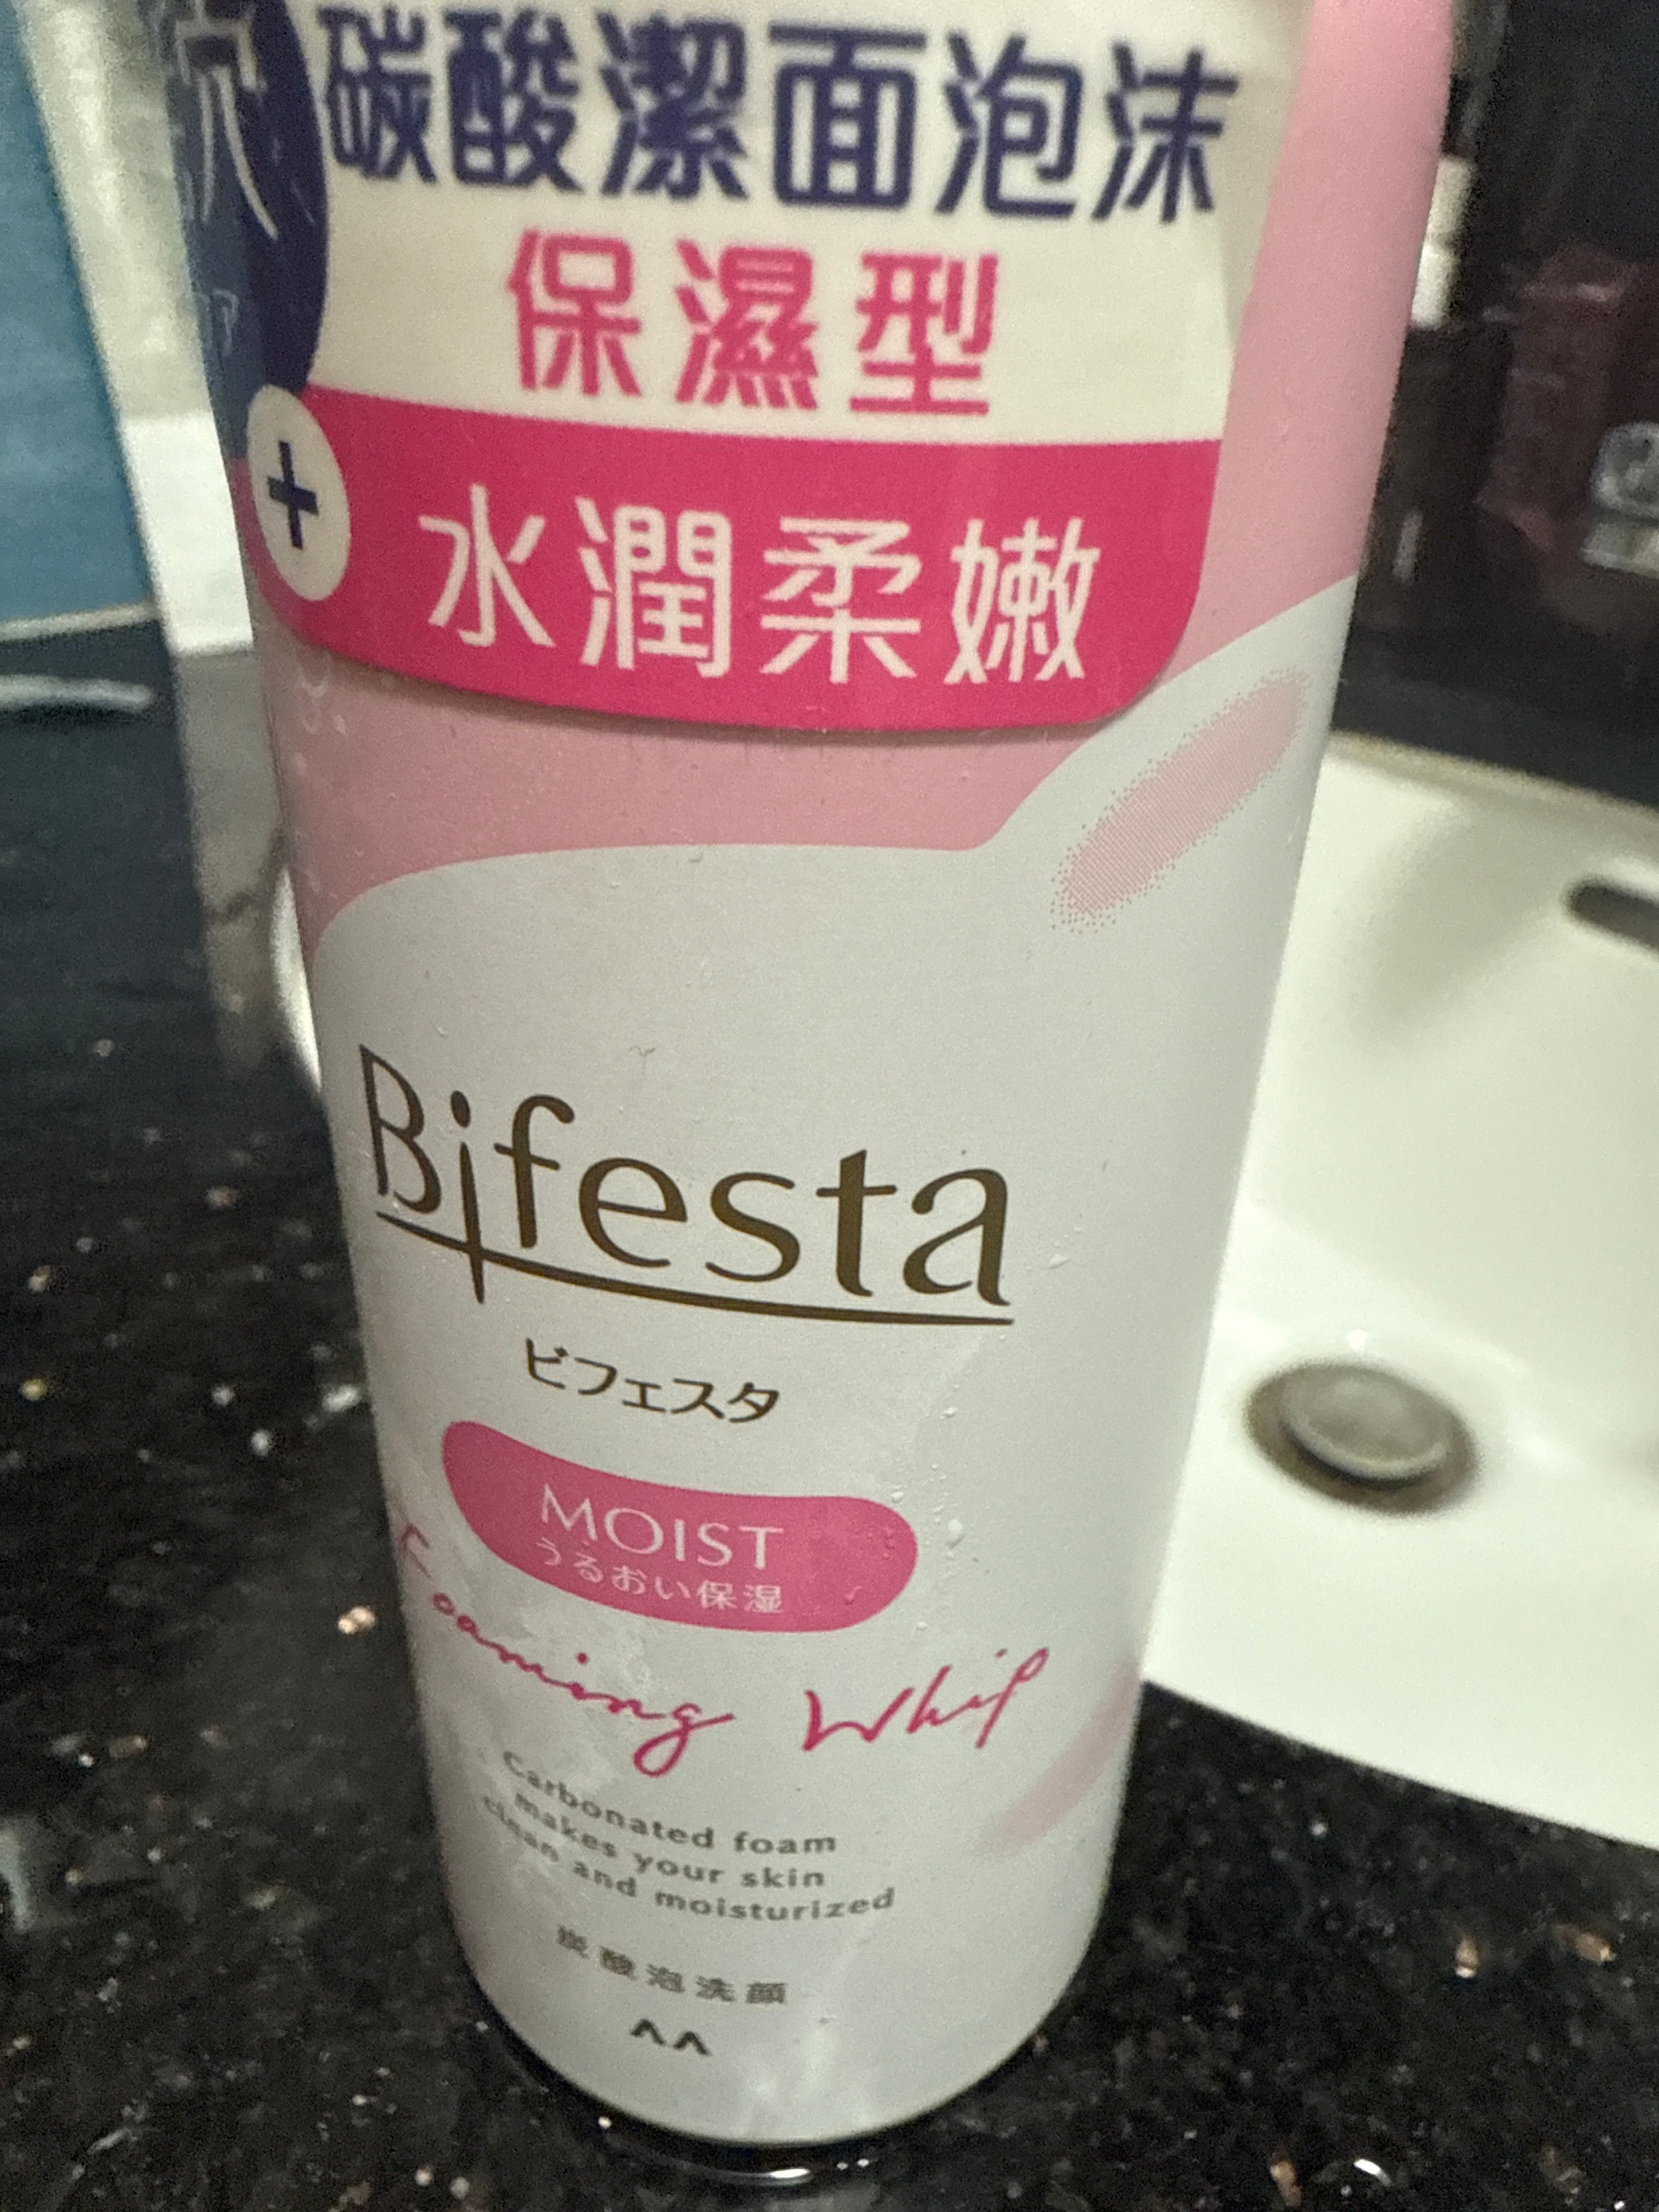 碳酸潔面泡沫
保濕型
+
水潤柔嫩
Bifesta
ビフェスタ
MOIST
うるおい保湿
Foaming Whip
Carbonated foam
makes your skin
clean and moisturized
炭酸泡洗顔